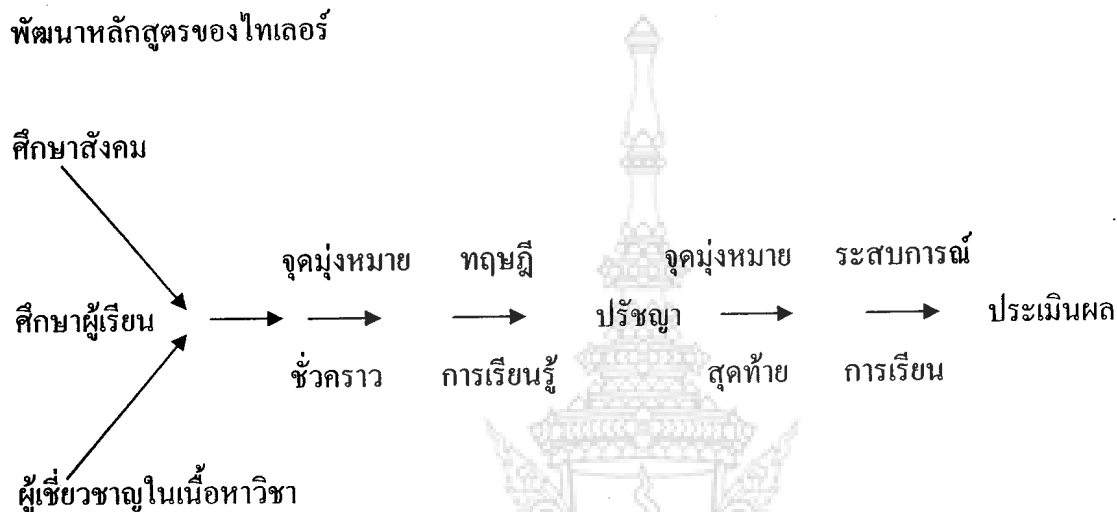 พัฒนาหลักสูตรของไทเลอร์
ศึกษาสังคม
จุดมุ่งหมาย ทฤษฎี จุดมุ่งหมาย ระสบการณ์
ศึกษาผู้เรียน ปรัชญา ประเมินผล
ชั่วคราว การเรียนรู้ สุดท้าย การเรียน
ผู้เชี่ยวชาญในเนื้อหาวิชา